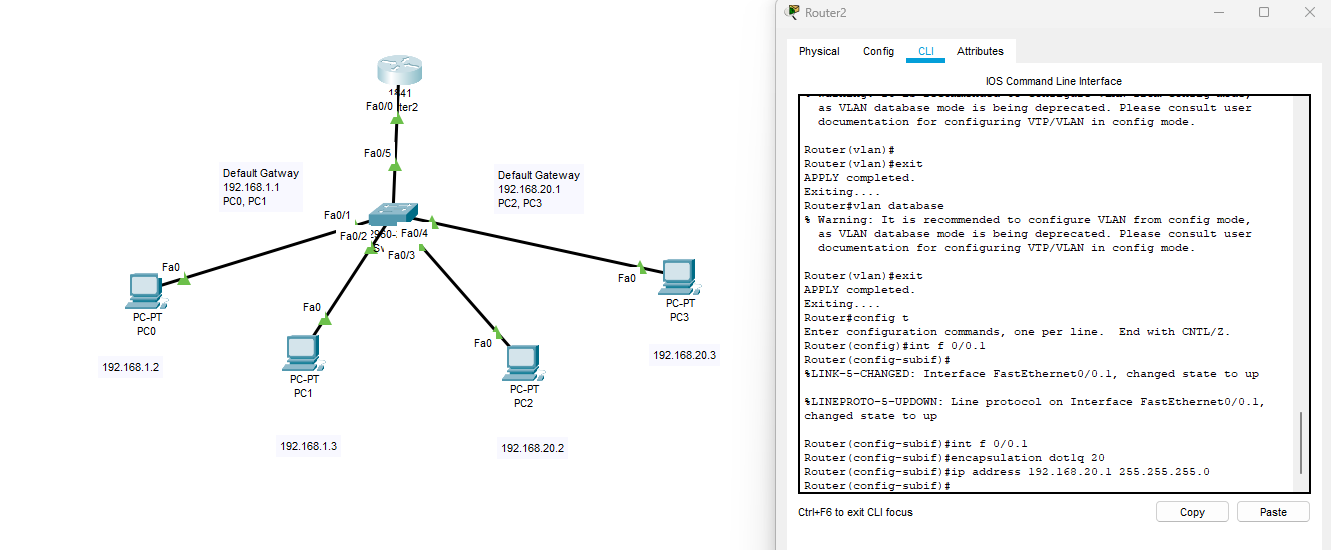 Router2
Physical
Config
CLI
Attributes
IOS Command Line Interface
as VLAN database mode is being deprecated. Please consult user
documentation for configuring VTP/VLAN in config mode.
Router(vlan)#
Router(vlan)#exit
APPLY completed.
Exiting....
Router#vlan database
% Warning: It is recommended to configure VLAN from config mode,
as VLAN database mode is being deprecated. Please consult user
documentation for configuring VTP/VLAN in config mode.
Router(vlan)#exit
APPLY completed.
Exiting....
Router#config t
Enter configuration commands, one per line.  End with CNTL/Z.
Router(config)#int f 0/0.1
Router(config-subif)#
%LINK-5-CHANGED: Interface FastEthernet0/0.1, changed state to up
%LINEPROTO-5-UPDOWN: Line protocol on Interface FastEthernet0/0.1,
changed state to up
Router(config-subif)#int f 0/0.1
Router(config-subif)#encapsulation dot1q 20
Router(config-subif)#ip address 192.168.20.1 255.255.255.0
Router(config-subif)#
Ctrl+F6 to exit CLI focus
Copy
Paste
Fa0/0
Fa0/5
Default Gatway
192.168.1.1
PC0, PC1
Default Gateway
192.168.20.1
PC2, PC3
Fa0/1
Fa0/2
Fa0/4
Fa0/3
Fa0
PC-PT
PC0
192.168.1.2
Fa0
PC-PT
PC1
192.168.1.3
Fa0
PC-PT
PC2
192.168.20.2
Fa0
PC-PT
PC3
192.168.20.3